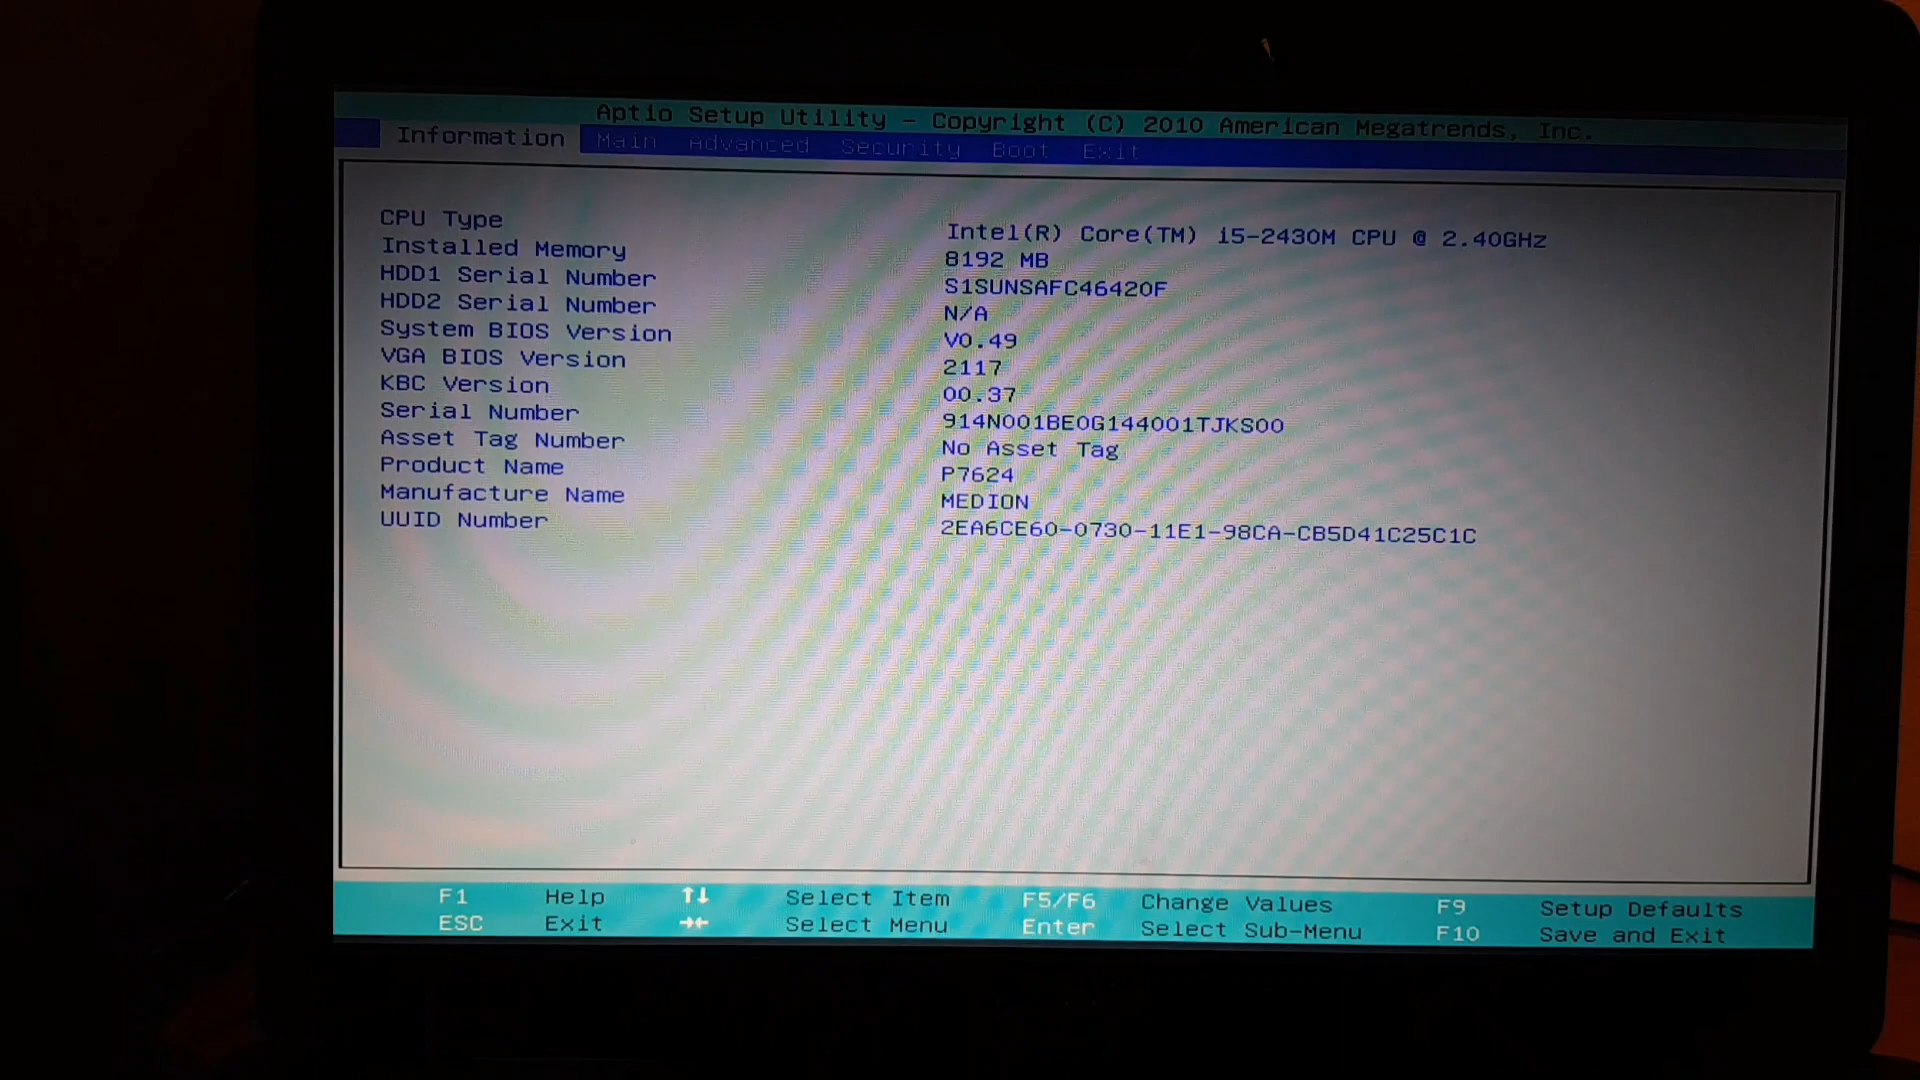 Aptio Setup Utility – Copyright (C) 2010 American Megatrends, Inc.
Information Main Advanced Security Boot Exit
CPU Type Intel(R) Core(TM) i5-2430M CPU @ 2.40GHz
Installed Memory 8192 MB
HDD1 Serial Number S1SUNSAFC46420F
HDD2 Serial Number N/A
System BIOS Version V0.49
VGA BIOS Version 2117
KBC Version 00.37
Serial Number 914N001BE0G144001TJKS00
Asset Tag Number No Asset Tag
Product Name P7624
Manufacture Name MEDION
UUID Number 2EA6CE60-0730-11E1-98CA-CB5D41C25C1C
F1 Help ↑↓ Select Item F5/F6 Change Values F9 Setup Defaults
ESC Exit →← Select Menu Enter Select Sub-Menu F10 Save and Exit